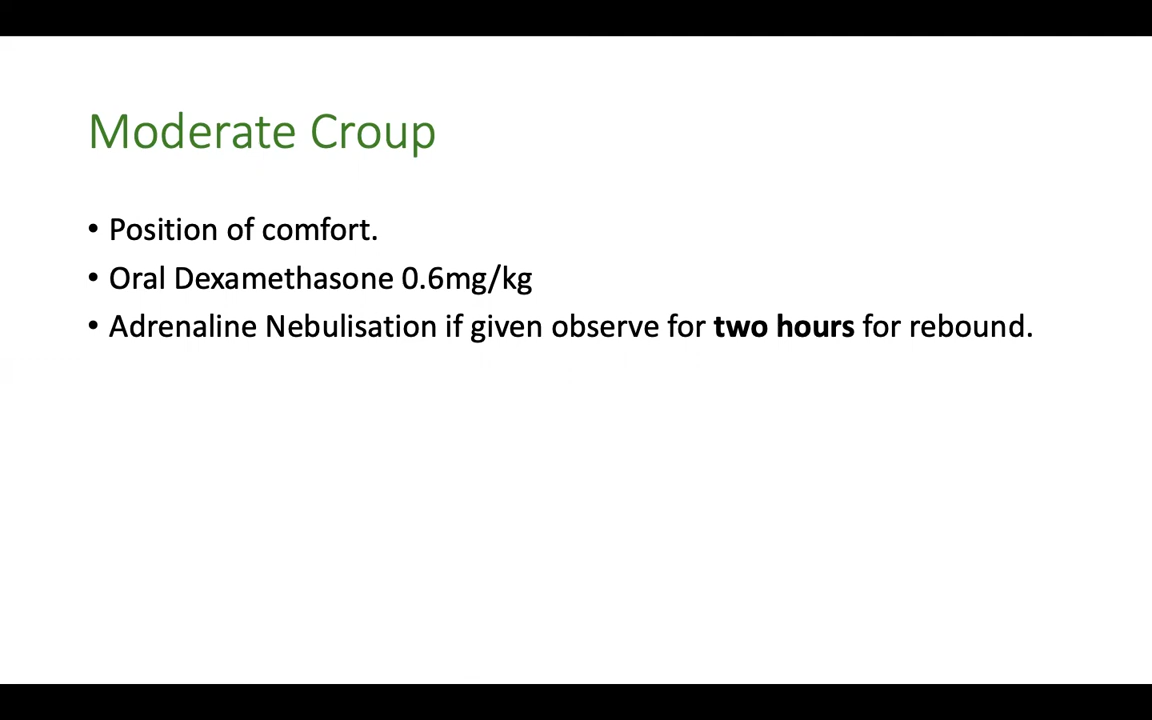 Moderate Croup
• Position of comfort.
• Oral Dexamethasone 0.6mg/kg
• Adrenaline Nebulisation if given observe for two hours for rebound.